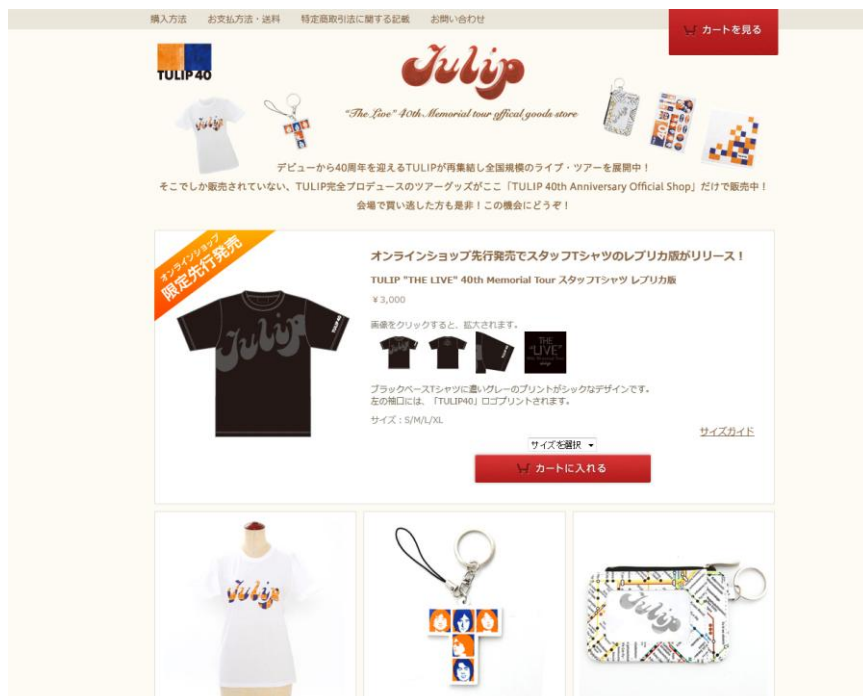 購入方法 お支払方法・送料 特定商取引法に関する記載 お問い合わせ
カートを見る
TULIP 40
Tulip
"The Live" 40th Memorial tour offical goods store
デビューから40周年を迎えるTULIPが再集結し全国規模のライブ・ツアーを展開中！
そこでしか販売されていない、TULIP完全プロデュースのツアーグッズがここ「TULIP 40th Anniversary Official Shop」だけで販売中！
会場で買い逃した方も是非！この機会にどうぞ！
オンラインショップ
限定先行発売
オンラインショップ先行発売でスタッフTシャツのレプリカ版がリリース！
TULIP "THE LIVE" 40th Memorial Tour スタッフTシャツ レプリカ版
¥3,000
画像をクリックすると、拡大されます。
Tulip
TULIP 40
THE
"LIVE"
ブラックベースTシャツに濃いグレーのプリントがシックなデザインです。
左の袖口には、「TULIP40」ロゴプリントされます。
サイズ：S/M/L/XL
サイズガイド
サイズを選択
カートに入れる
Tulip
Tulip